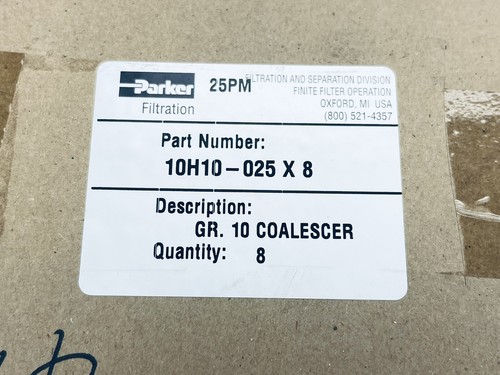 Parker 25PM FILTRATION AND SEPARATION DIVISION
Filtration FINITE FILTER OPERATION
OXFORD, MI USA
(800) 521-4357
Part Number:
10H10-025 X 8
Description:
GR. 10 COALESCER
Quantity: 8